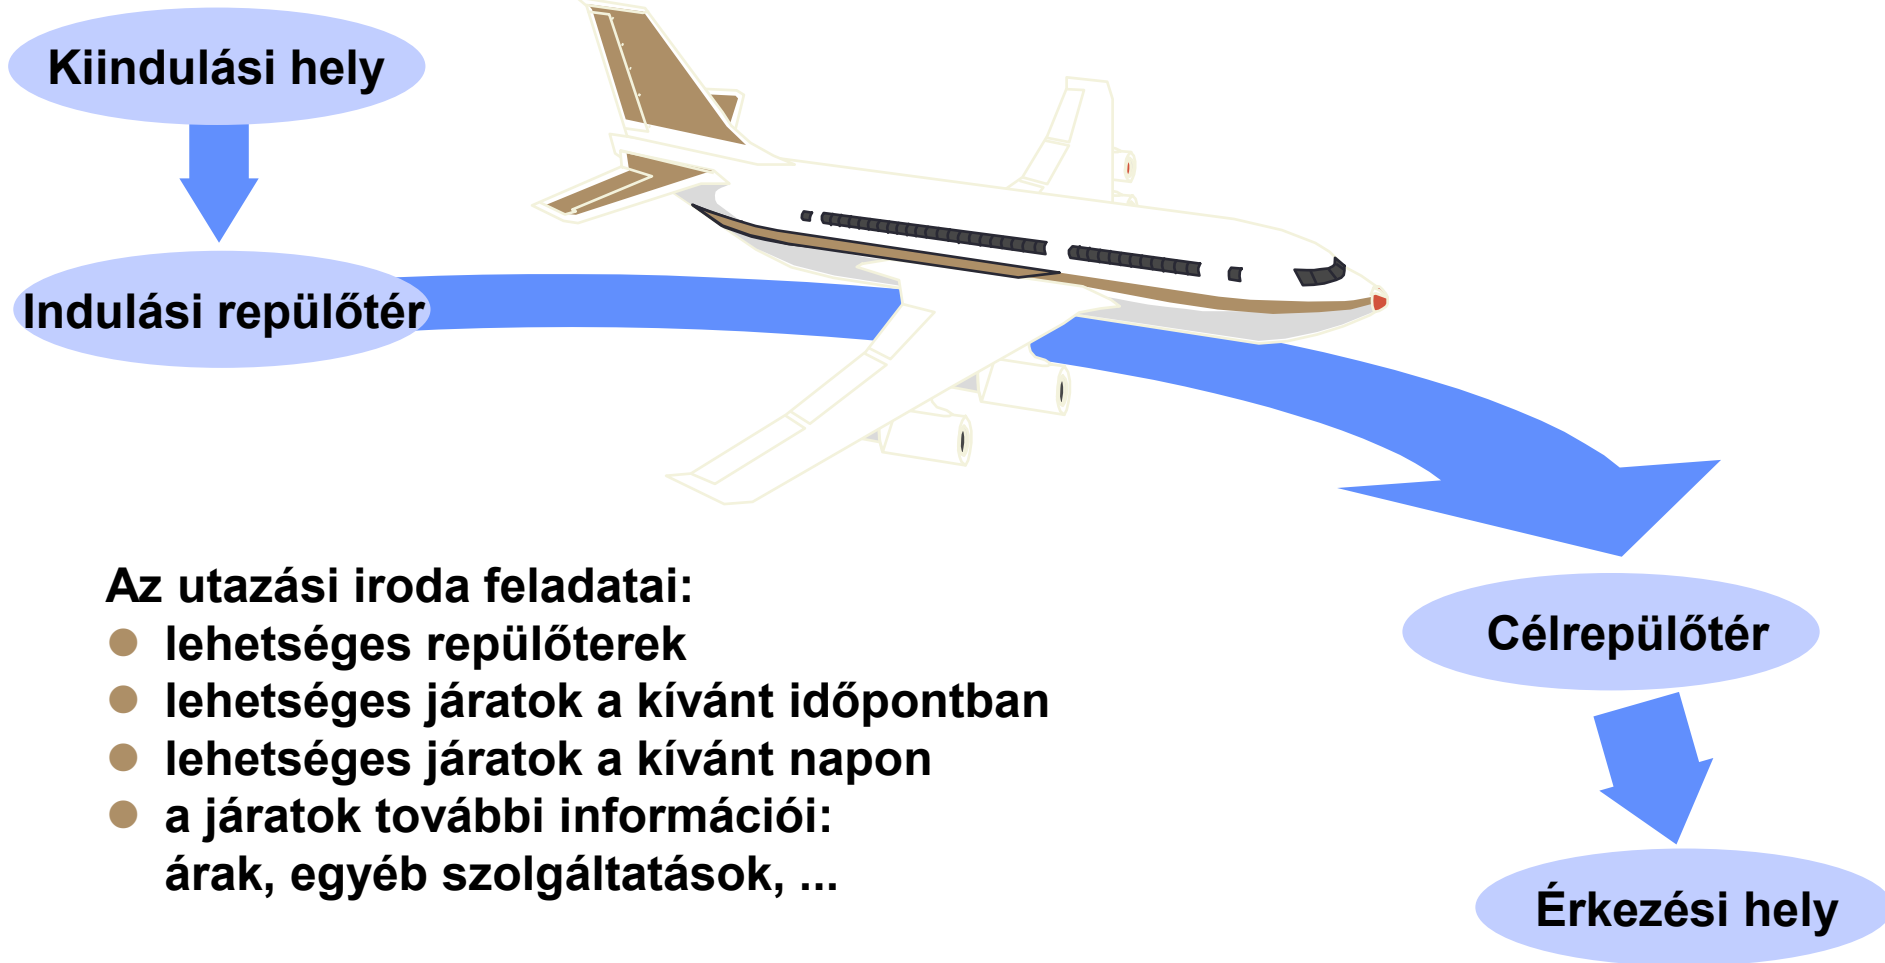 Kiindulási hely
Indulási repülőtér
Az utazási iroda feladatai:
lehetséges repülőterek
lehetséges járatok a kívánt időpontban
lehetséges járatok a kívánt napon
a járatok további információi:
árak, egyéb szolgáltatások, ...
Célrepülőtér
Érkezési hely